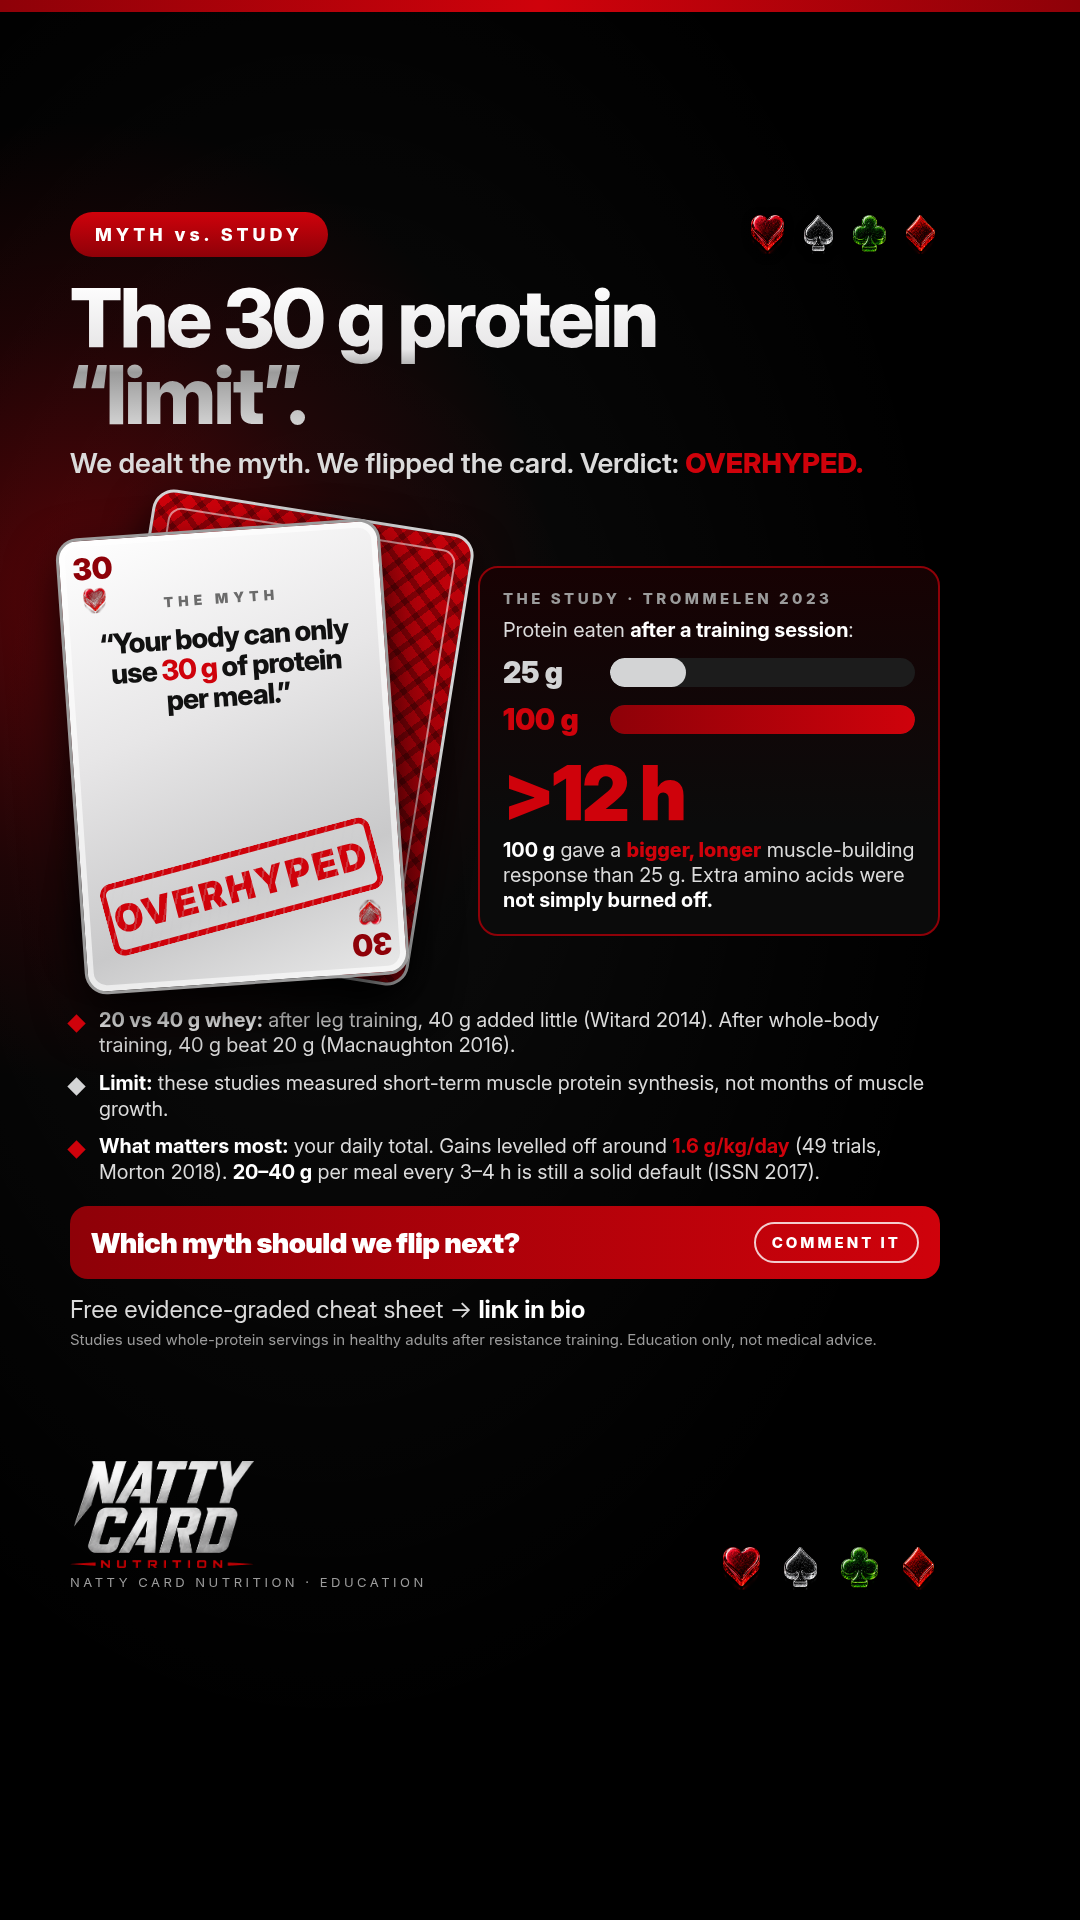 MYTH vs. STUDY
The 30 g protein
“limit”.
We dealt the myth. We flipped the card. Verdict: OVERHYPED.
30
THE MYTH
“Your body can only
use 30 g of protein
per meal.”
OVERHYPED
30
THE STUDY · TROMMELEN 2023
Protein eaten after a training session:
25 g
100 g
>12 h
100 g gave a bigger, longer muscle-building
response than 25 g. Extra amino acids were
not simply burned off.
20 vs 40 g whey: after leg training, 40 g added little (Witard 2014). After whole-body
training, 40 g beat 20 g (Macnaughton 2016).
Limit: these studies measured short-term muscle protein synthesis, not months of muscle
growth.
What matters most: your daily total. Gains levelled off around 1.6 g/kg/day (49 trials,
Morton 2018). 20–40 g per meal every 3–4 h is still a solid default (ISSN 2017).
Which myth should we flip next?
COMMENT IT
Free evidence-graded cheat sheet → link in bio
Studies used whole-protein servings in healthy adults after resistance training. Education only, not medical advice.
NATTY
CARD
NUTRITION
NATTY CARD NUTRITION · EDUCATION